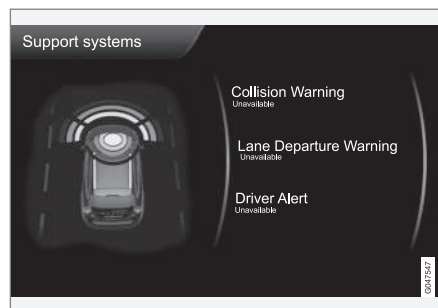 Support systems
Collision Warning
Unavailable
Lane Departure Warning
Unavailable
Driver Alert
Unavailable
G047547